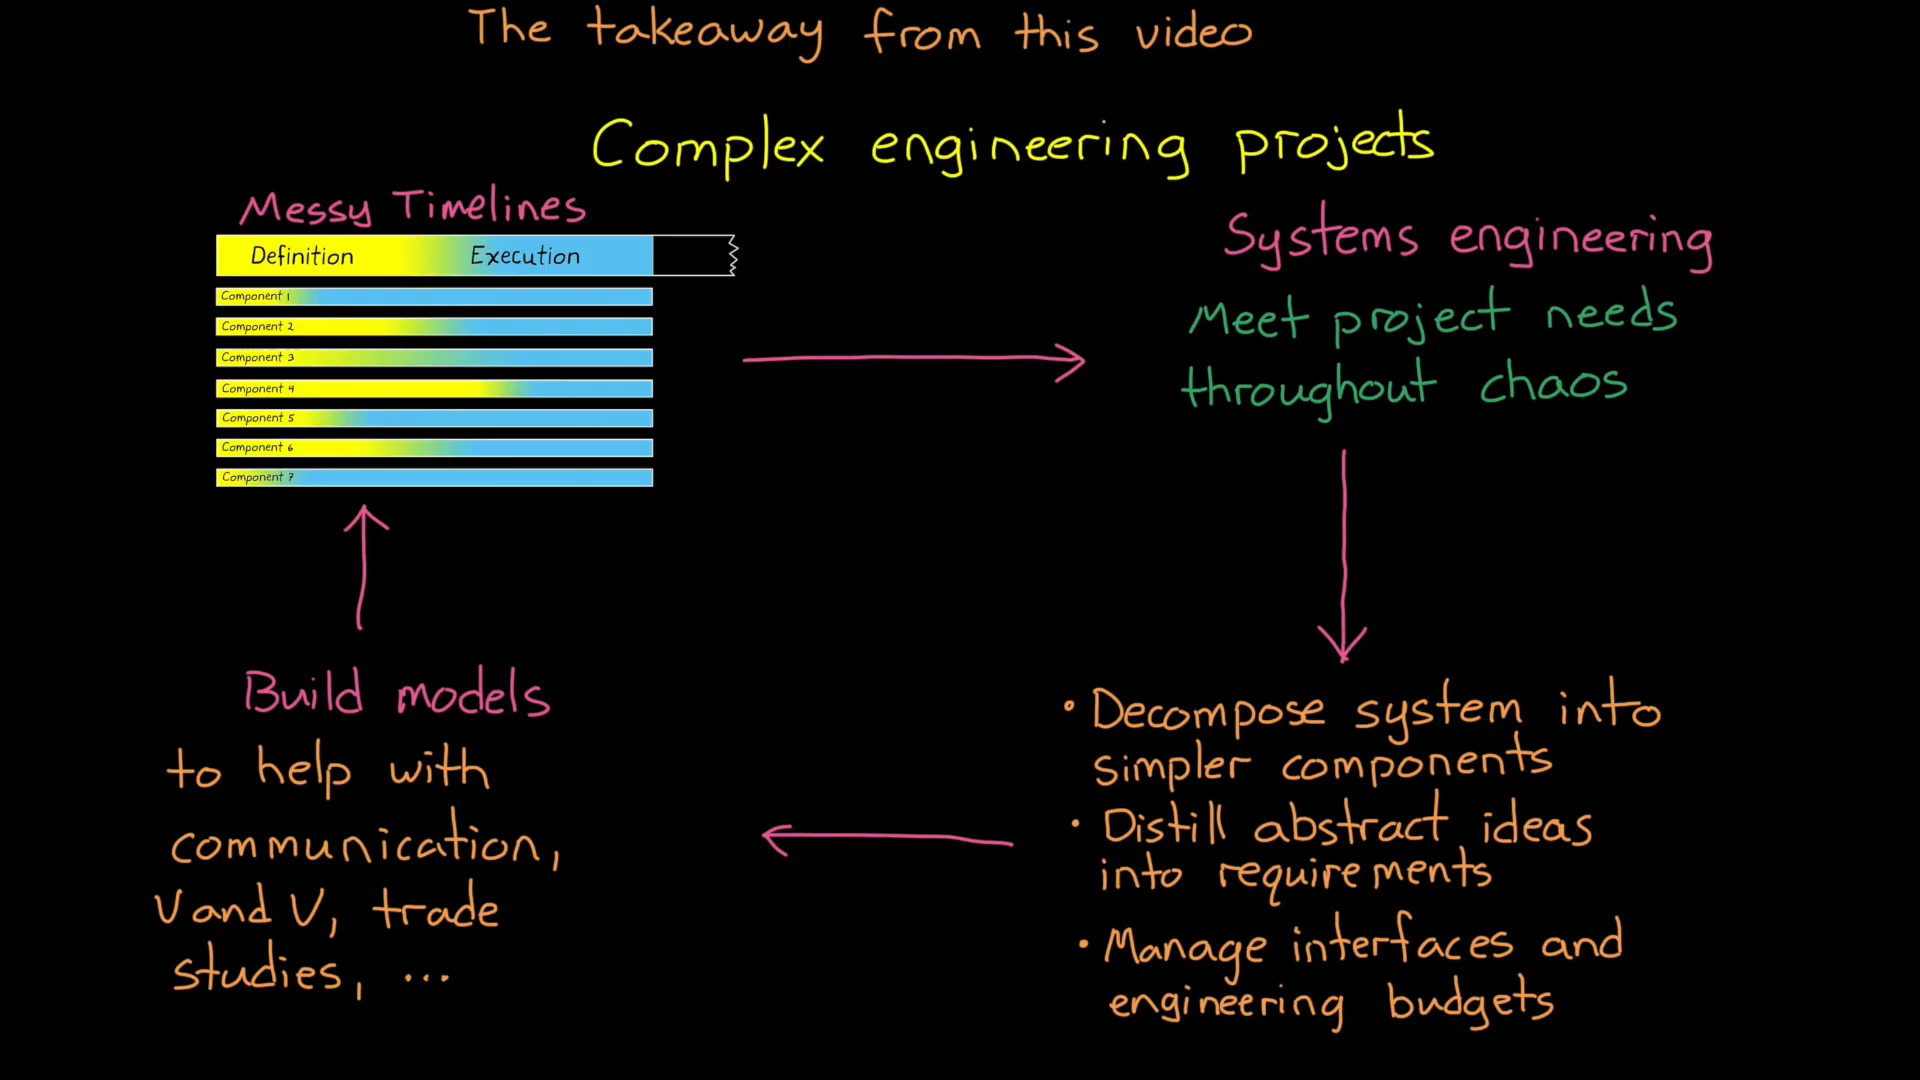 The takeaway from this video
Complex engineering projects
Messy Timelines
Definition Execution
Component 1
Component 2
Component 3
Component 4
Component 5
Component 6
Component 7
Systems engineering
Meet project needs
throughout chaos
• Decompose system into
simpler components
• Distill abstract ideas
into requirements
• Manage interfaces and
engineering budgets
Build models
to help with
communication,
V and V, trade
studies, ...